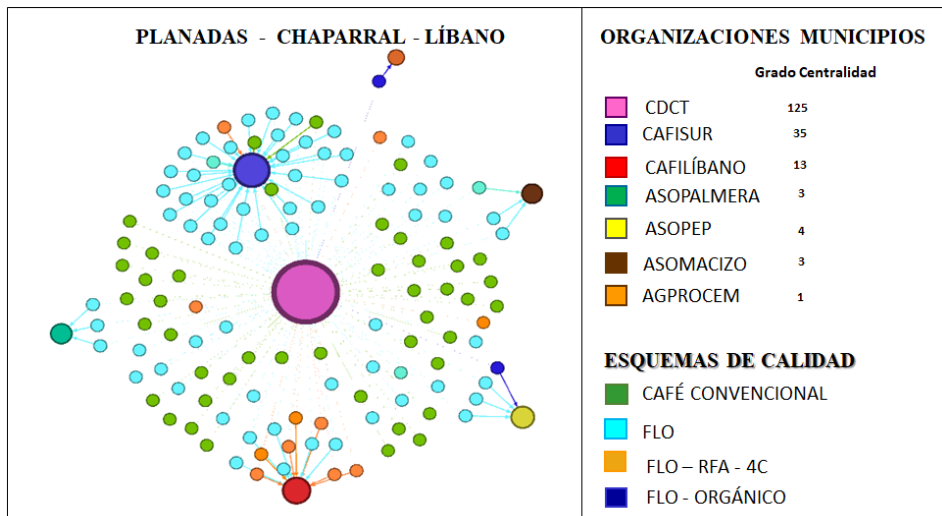 PLANADAS - CHAPARRAL - LÍBANO
ORGANIZACIONES MUNICIPIOS
Grado Centralidad
CDCT 125
CAFISUR 35
CAFILÍBANO 13
ASOPALMERA 3
ASOPEP 4
ASOMACIZO 3
AGPROCEM 1
ESQUEMAS DE CALIDAD
CAFÉ CONVENCIONAL
FLO
FLO – RFA - 4C
FLO - ORGÁNICO